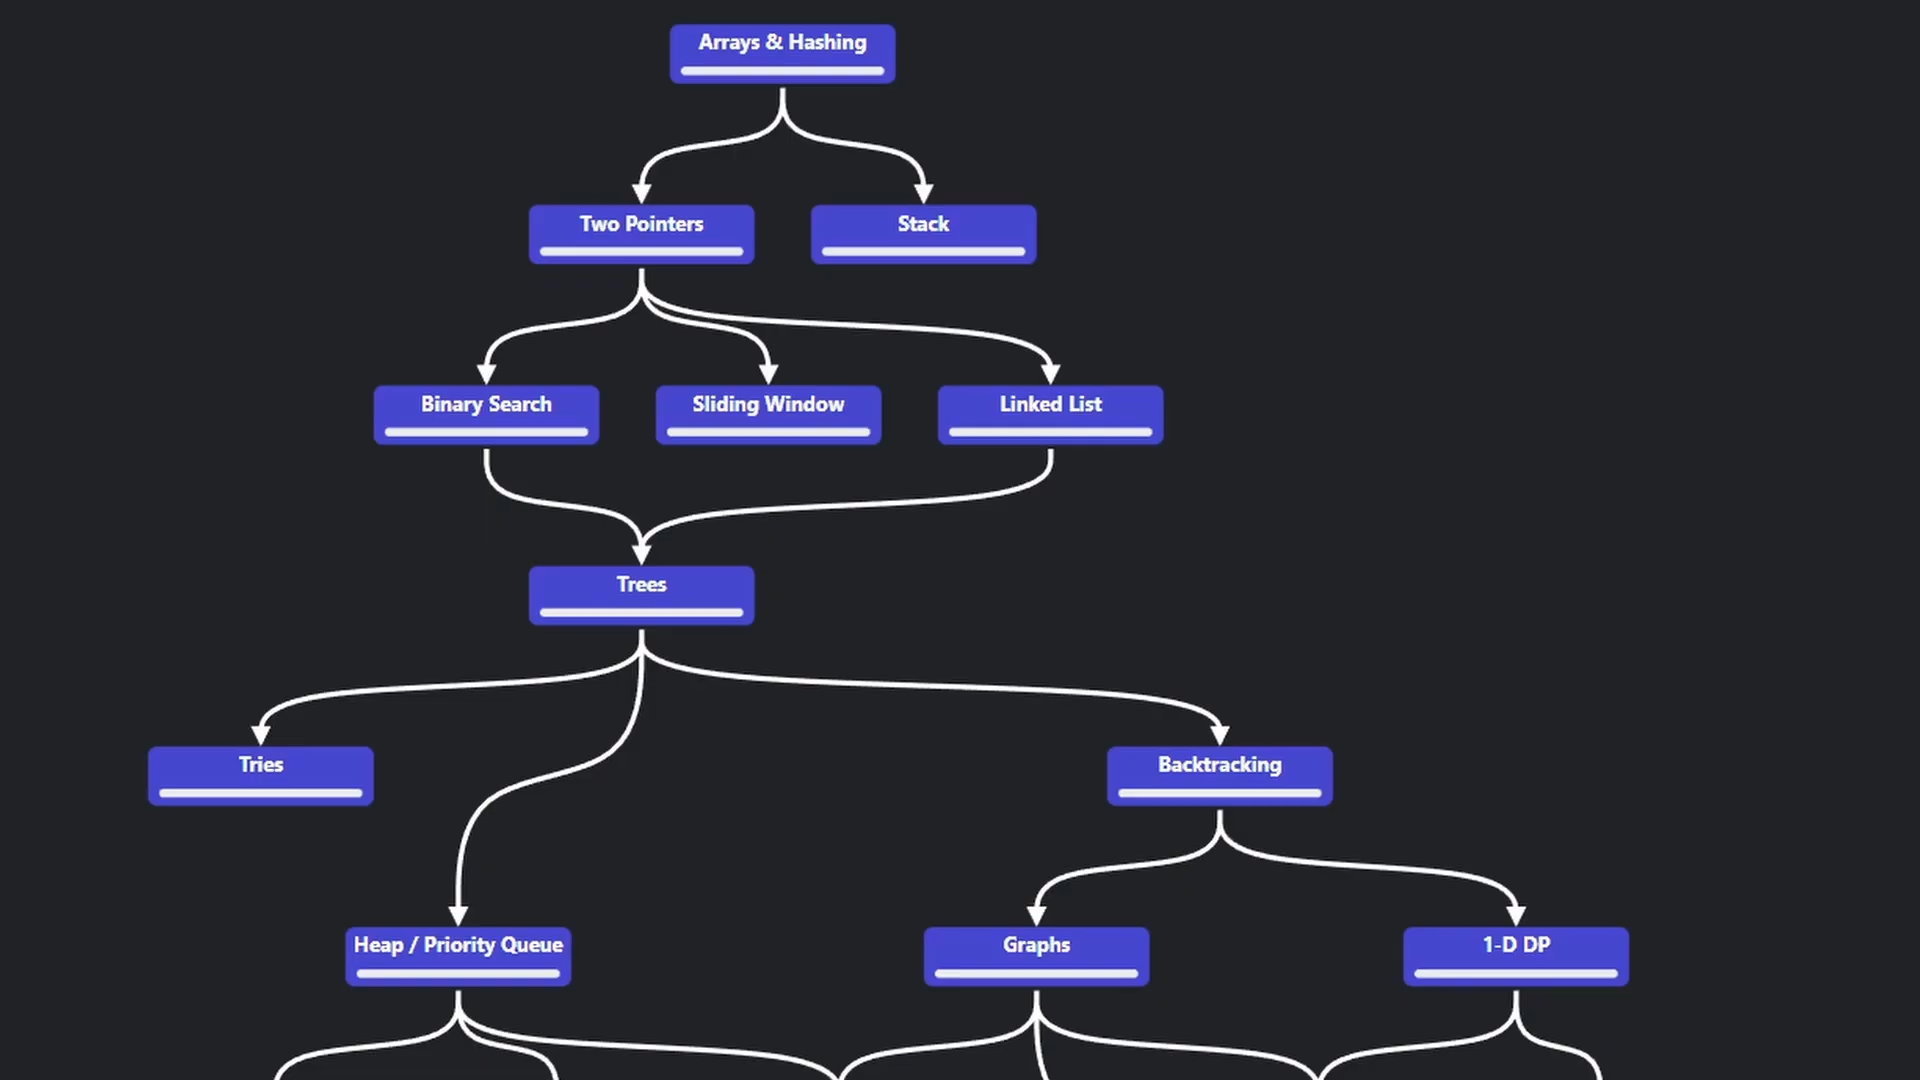 Arrays & Hashing
Two Pointers
Stack
Binary Search
Sliding Window
Linked List
Trees
Tries
Backtracking
Heap / Priority Queue
Graphs
1-D DP